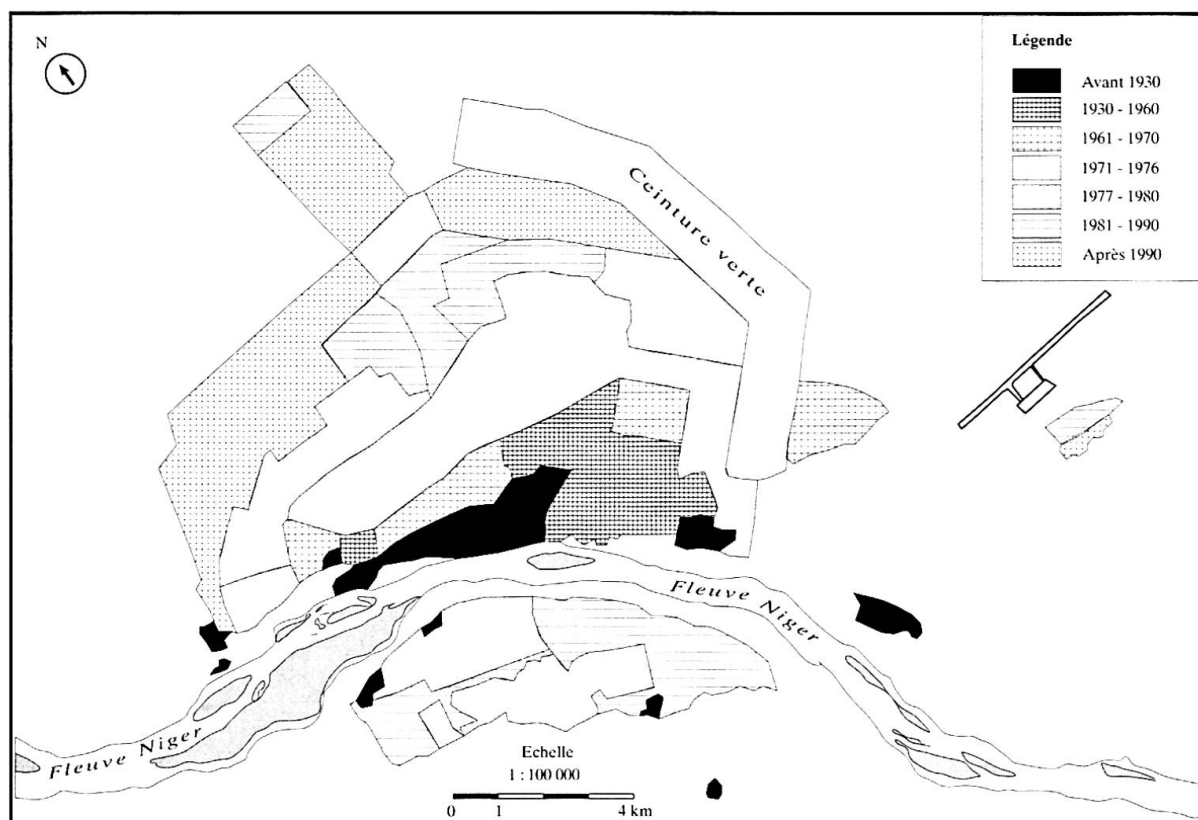 N
Légende
Avant 1930
1930 - 1960
1961 - 1970
1971 - 1976
1977 - 1980
1981 - 1990
Après 1990
Ceinture verte
Fleuve Niger
Fleuve Niger
Echelle
1 : 100 000
0 1 4 km